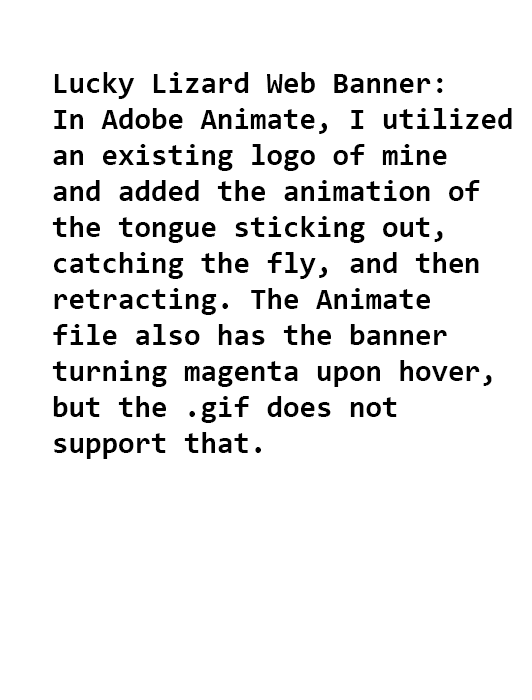 Lucky Lizard Web Banner:
In Adobe Animate, I utilized
an existing logo of mine
and added the animation of
the tongue sticking out,
catching the fly, and then
retracting. The Animate
file also has the banner
turning magenta upon hover,
but the .gif does not
support that.